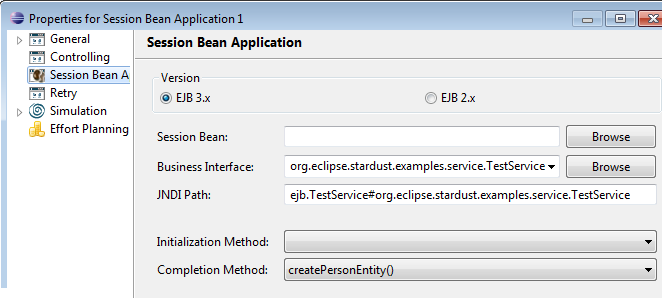 Properties for Session Bean Application 1
General
Controlling
Session Bean A
Retry
Simulation
Effort Planning
Session Bean Application
Version
EJB 3.x
EJB 2.x
Session Bean:
Browse
Business Interface:
org.eclipse.stardust.examples.service.TestService
Browse
JNDI Path:
ejb.TestService#org.eclipse.stardust.examples.service.TestService
Initialization Method:
Completion Method:
createPersonEntity()